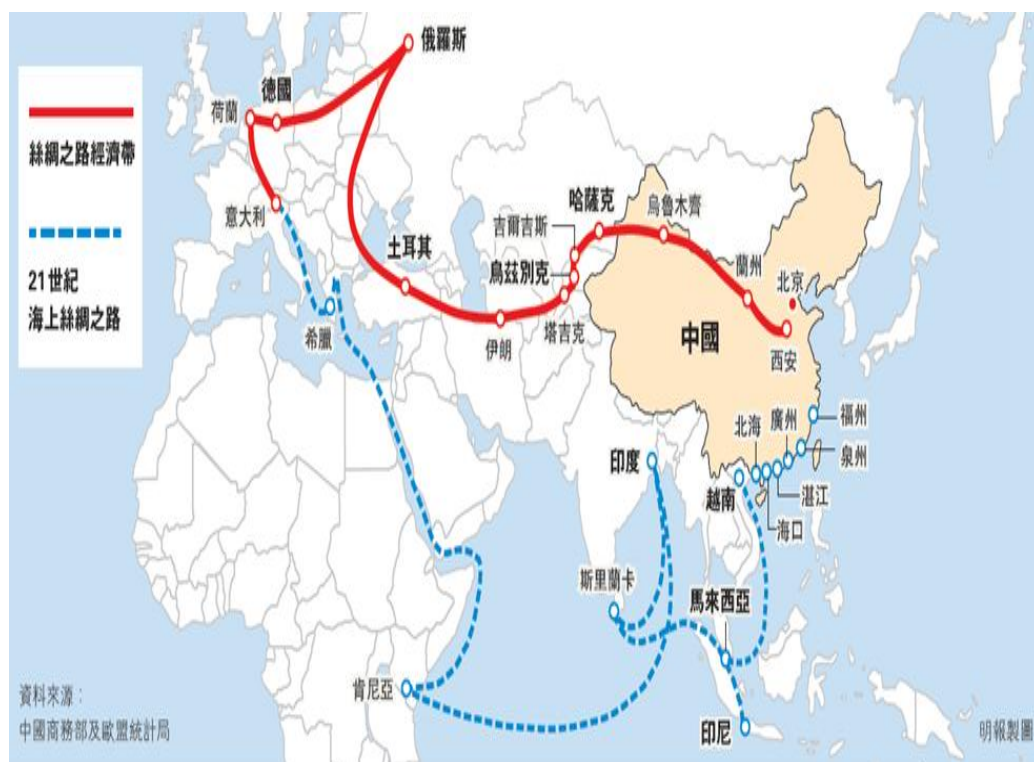 俄羅斯
德國
荷蘭
絲綢之路經濟帶
意大利
21世紀
海上絲綢之路
希臘
土耳其
伊朗
吉爾吉斯
哈薩克
烏茲別克
塔吉克
烏魯木齊
蘭州
北京
西安
中國
福州
泉州
廣州
北海
湛江
海口
越南
印度
斯里蘭卡
馬來西亞
印尼
肯尼亞
資料來源：
中國商務部及歐盟統計局
明報製圖